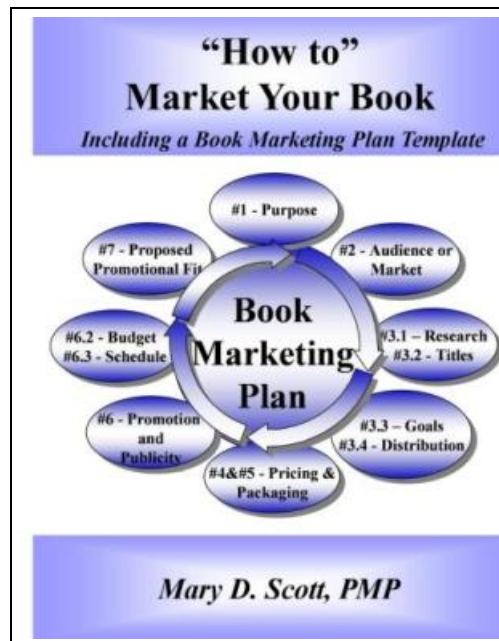 “How to”
Market Your Book
Including a Book Marketing Plan Template
#1 - Purpose
#2 - Audience or
Market
#3.1 – Research
#3.2 - Titles
#3.3 – Goals
#3.4 - Distribution
#4&#5 - Pricing &
Packaging
#6 - Promotion
and
Publicity
#6.2 - Budget
#6.3 - Schedule
#7 - Proposed
Promotional Fit
Book
Marketing
Plan
Mary D. Scott, PMP